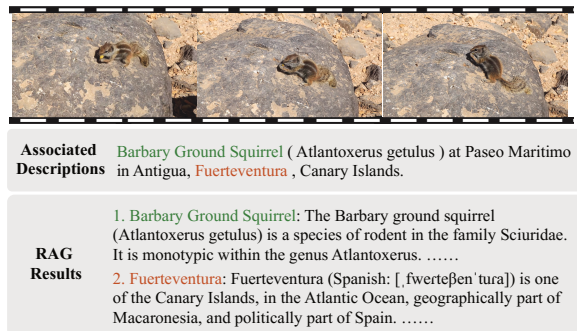 Associated Descriptions
Barbary Ground Squirrel ( Atlantoxerus getulus ) at Paseo Maritimo
in Antigua, Fuerteventura , Canary Islands.
RAG Results
1. Barbary Ground Squirrel: The Barbary ground squirrel
(Atlantoxerus getulus) is a species of rodent in the family Sciuridae.
It is monotypic within the genus Atlantoxerus. ……
2. Fuerteventura: Fuerteventura (Spanish: [ˌfweɾteβenˈtuɾa]) is one
of the Canary Islands, in the Atlantic Ocean, geographically part of
Macaronesia, and politically part of Spain. ……